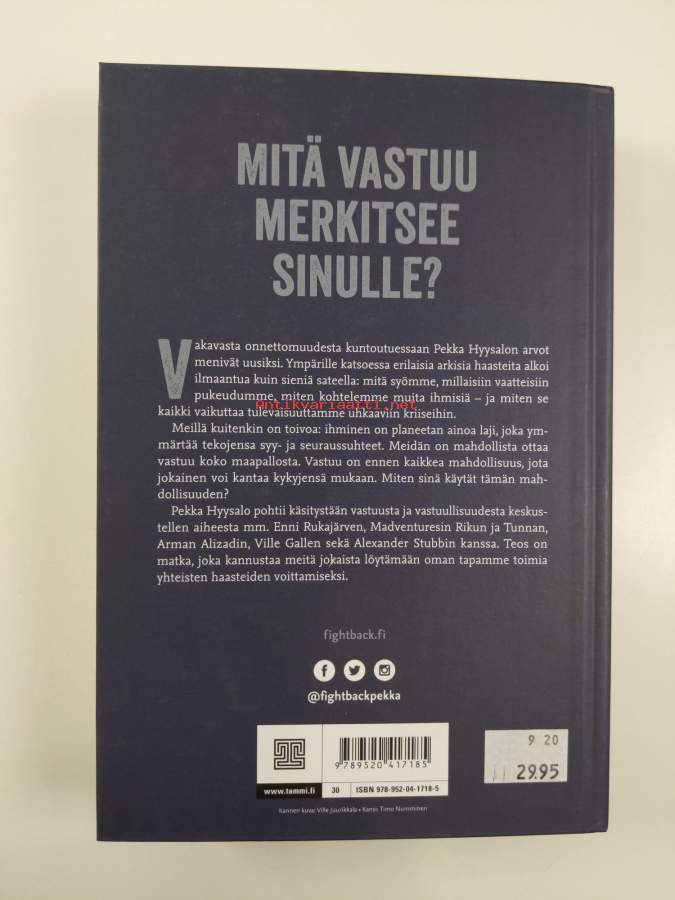 MITÄ VASTUU
MERKITSEE
SINULLE?
Vakavasta onnettomuudesta kuntoutuessaan Pekka Hyysalon arvot
menivät uusiksi. Ympärille katsoessa erilaisia arkisia haasteita alkoi
ilmaantua kuin sieniä sateella: mitä syömme, millaisiin vaatteisiin
pukeudumme, miten kohtelemme muita ihmisiä – ja miten se
Antikvariaatti.net
kaikki vaikuttaa tulevaisuuttamme uhkaaviin kriiseihin.
Meillä kuitenkin on toivoa: ihminen on planeetan ainoa laji, joka ym-
märtää tekojensa syy- ja seuraussuhteet. Meidän on mahdollista ottaa
vastuu koko maapallosta. Vastuu on ennen kaikkea mahdollisuus, jota
jokainen voi kantaa kykyjensä mukaan. Miten sinä käytät tämän mah-
dollisuuden?
Pekka Hyysalo pohtii käsitystään vastuusta ja vastuullisuudesta keskus-
tellen aiheesta mm. Enni Rukajärven, Madventuresin Rikun ja Tunnan,
Arman Alizadin, Ville Gallen sekä Alexander Stubbin kanssa. Teos on
matka, joka kannustaa meitä jokaista löytämään oman tapamme toimia
yhteisten haasteiden voittamiseksi.
fightback.fi
@fightbackpekka
9 789520 417185
www.tammi.fi
30
ISBN 978-952-04-1718-5
9 20
29.95
Kannen kuva: Ville Juurikkala • Kansi: Timo Numminen